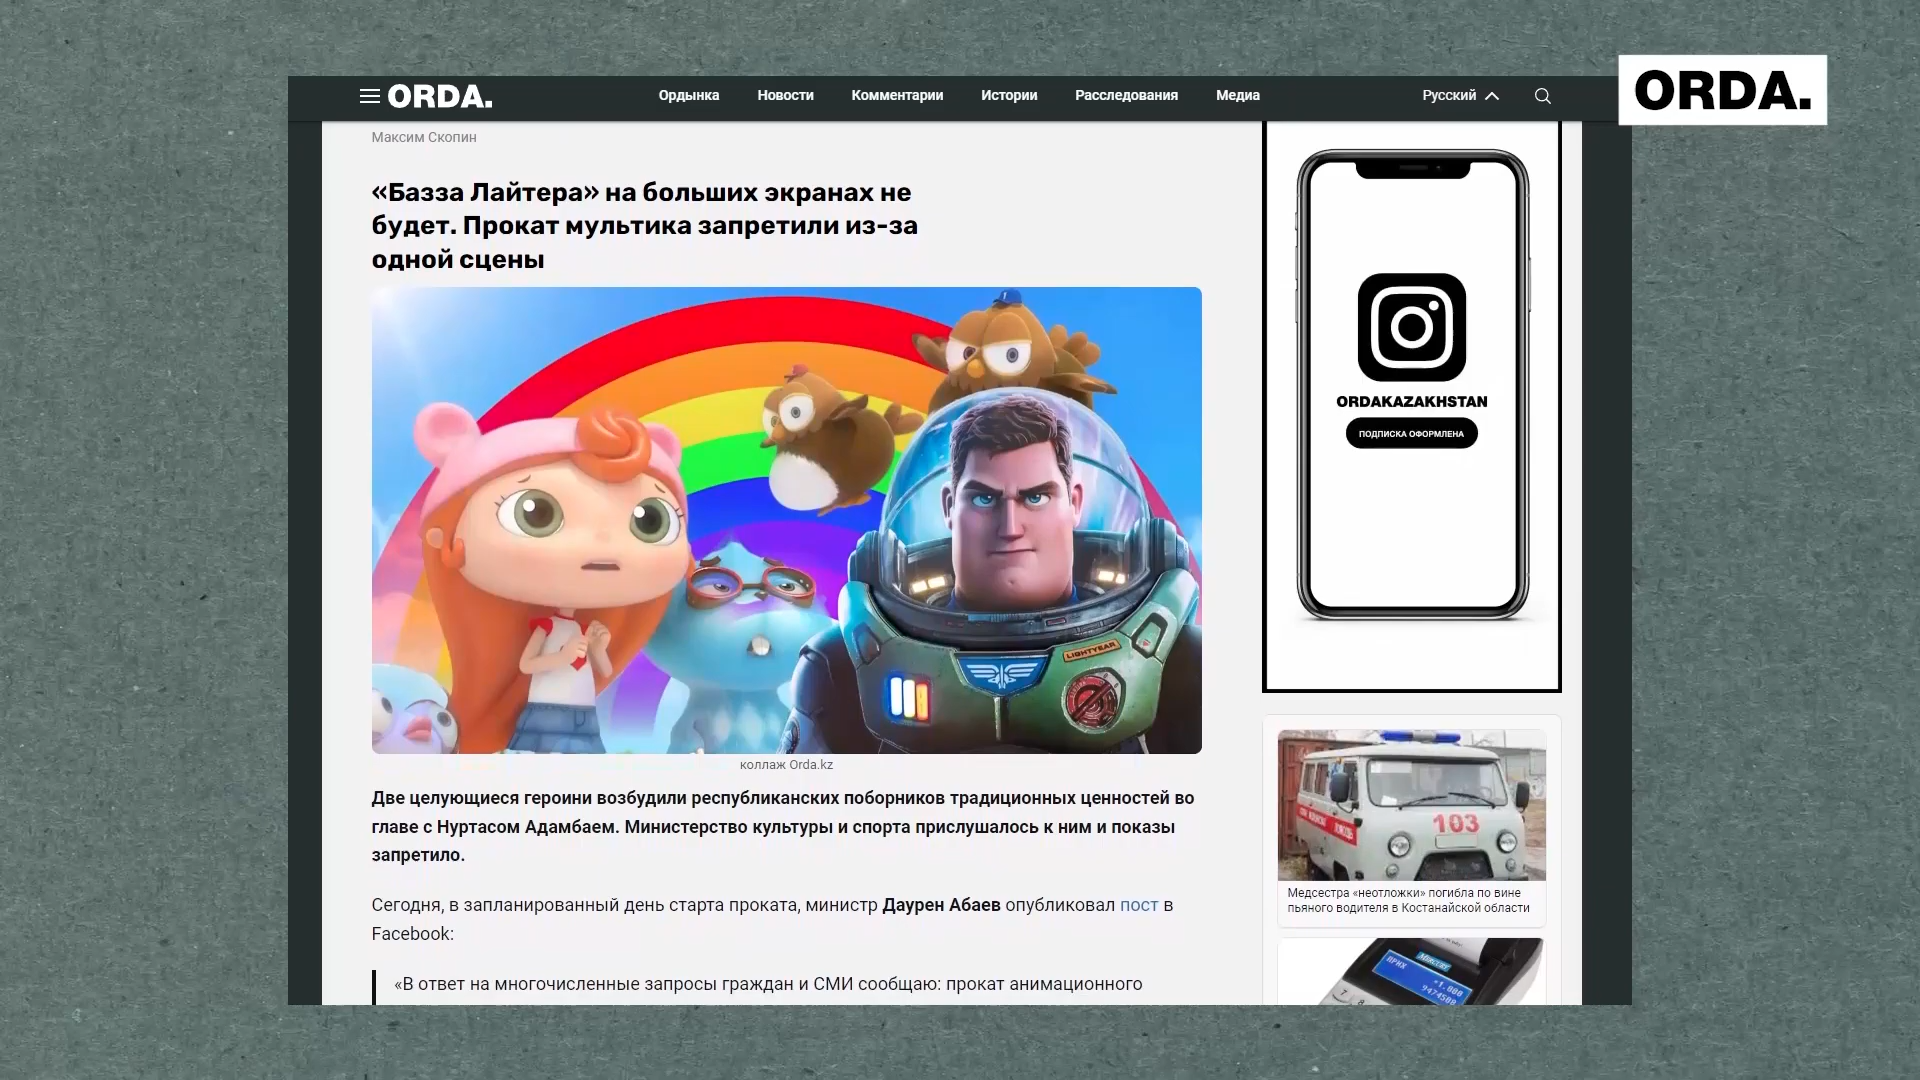 ORDA.
ORDA.
Ордынка
Новости
Комментарии
Истории
Расследования
Медиа
Русский
Максим Скопин
«Базза Лайтера» на больших экранах не
будет. Прокат мультика запретили из-за
одной сцены
LIGHTYEAR
коллаж Orda.kz
Две целующиеся героини возбудили республиканских поборников традиционных ценностей во
главе с Нуртасом Адамбаем. Министерство культуры и спорта прислушалось к ним и показы
запретило.
Сегодня, в запланированный день старта проката, министр Даурен Абаев опубликовал пост в
Facebook:
«В ответ на многочисленные запросы граждан и СМИ сообщаю: прокат анимационного
ORDAKAZAKHSTAN
ПОДПИСКА ОФОРМЛЕНА
103
Медсестра «неотложки» погибла по вине
пьяного водителя в Костанайской области
MERCURY